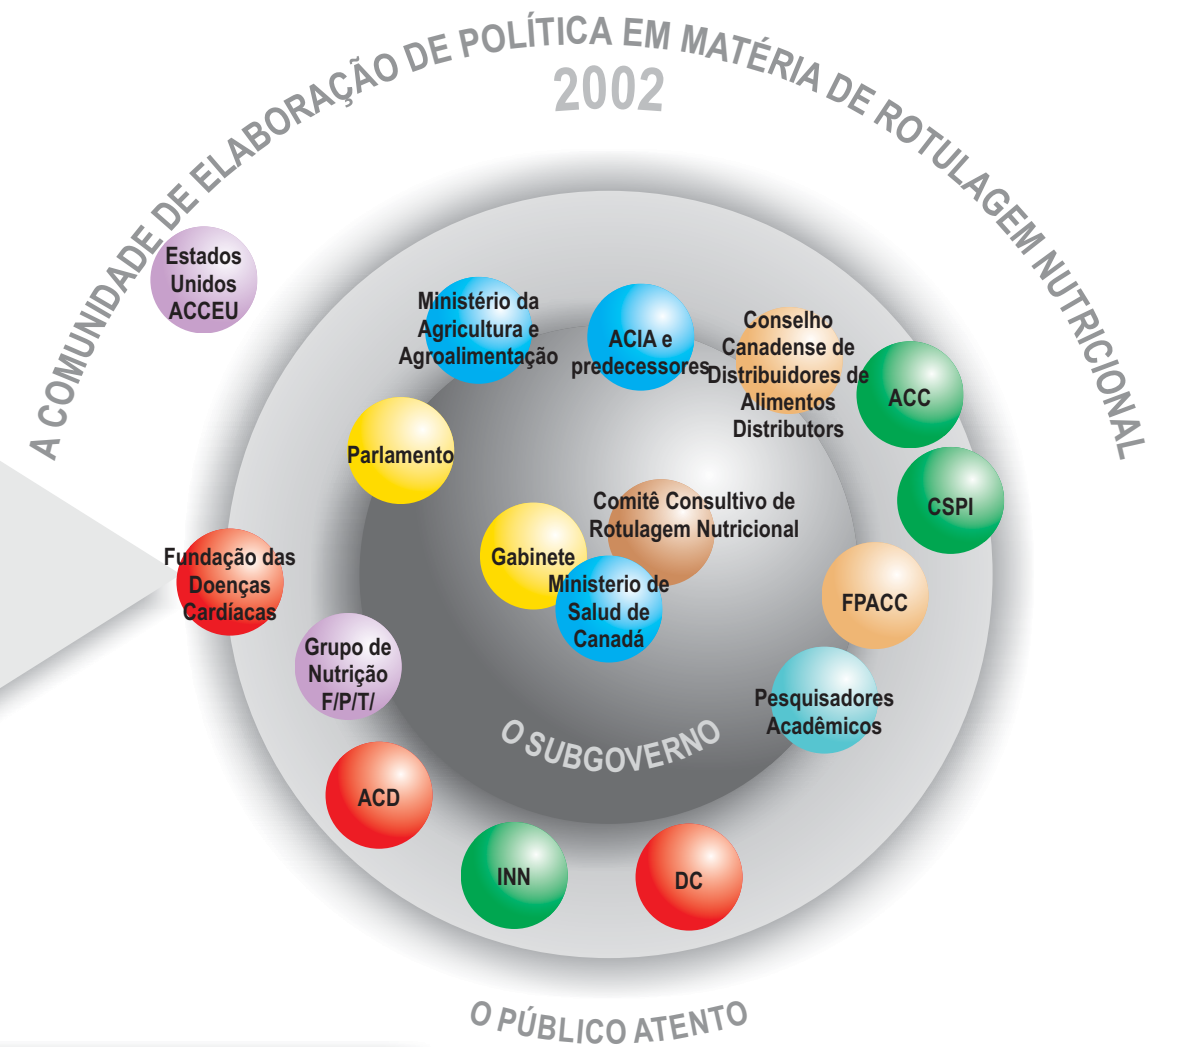 A COMUNIDADE DE ELABORAÇÃO DE POLÍTICA EM MATÉRIA DE ROTULAGEM NUTRICIONAL
2002
Estados
Unidos
ACCEU
Ministério da
Agricultura e
Agroalimentação
ACIA e
predecessores
Conselho
Canadense de
Distribuidores de
Alimentos
Distributors
ACC
Parlamento
CSPI
Comitê Consultivo de
Rotulagem Nutricional
Gabinete
Ministerio de
Salud de
Canadá
Fundação das
Doenças
Cardíacas
FPACC
Grupo de
Nutrição
F/P/T/
Pesquisadores
Acadêmicos
O SUBGOVERNO
ACD
INN
DC
O PÚBLICO ATENTO